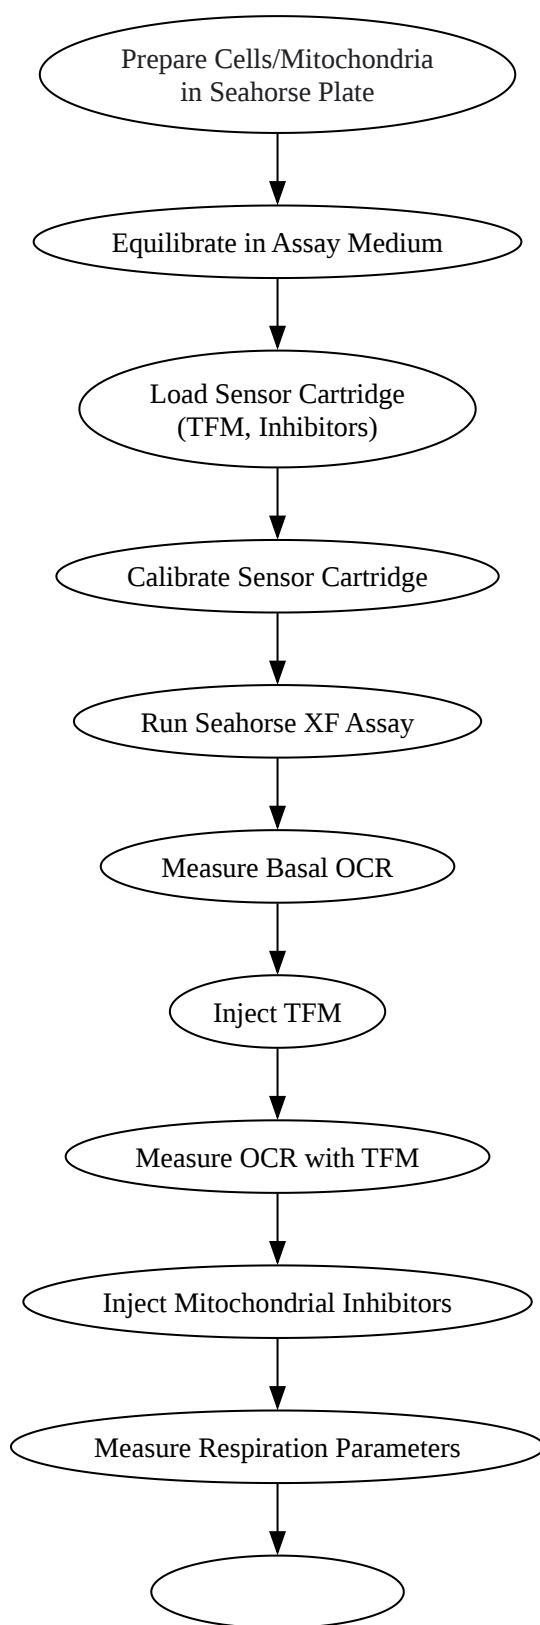 Prepare Cells/Mitochondria
in Seahorse Plate
Equilibrate in Assay Medium
Load Sensor Cartridge
(TFM, Inhibitors)
Calibrate Sensor Cartridge
Run Seahorse XF Assay
Measure Basal OCR
Inject TFM
Measure OCR with TFM
Inject Mitochondrial Inhibitors
Measure Respiration Parameters